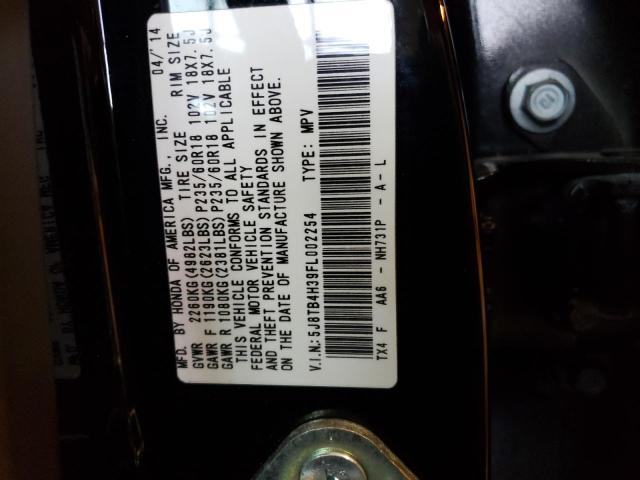 MFD. BY HONDA OF AMERICA MFG., INC. 04/'14
GVWR 2260KG(4982LBS) TIRE SIZE RIM SIZE
GAWR F 1190KG(2623LBS)P235/60R18 102V 18X7.5J
GAWR R 1080KG(2381LBS)P235/60R18 102V 18X7.5J
THIS VEHICLE CONFORMS TO ALL APPLICABLE
FEDERAL MOTOR VEHICLE SAFETY
AND THEFT PREVENTION STANDARDS IN EFFECT
ON THE DATE OF MANUFACTURE SHOWN ABOVE.
V.I.N.:5J8TB4H39FL002254 TYPE: MPV
TX4 F AA6 - NH731P - A - L